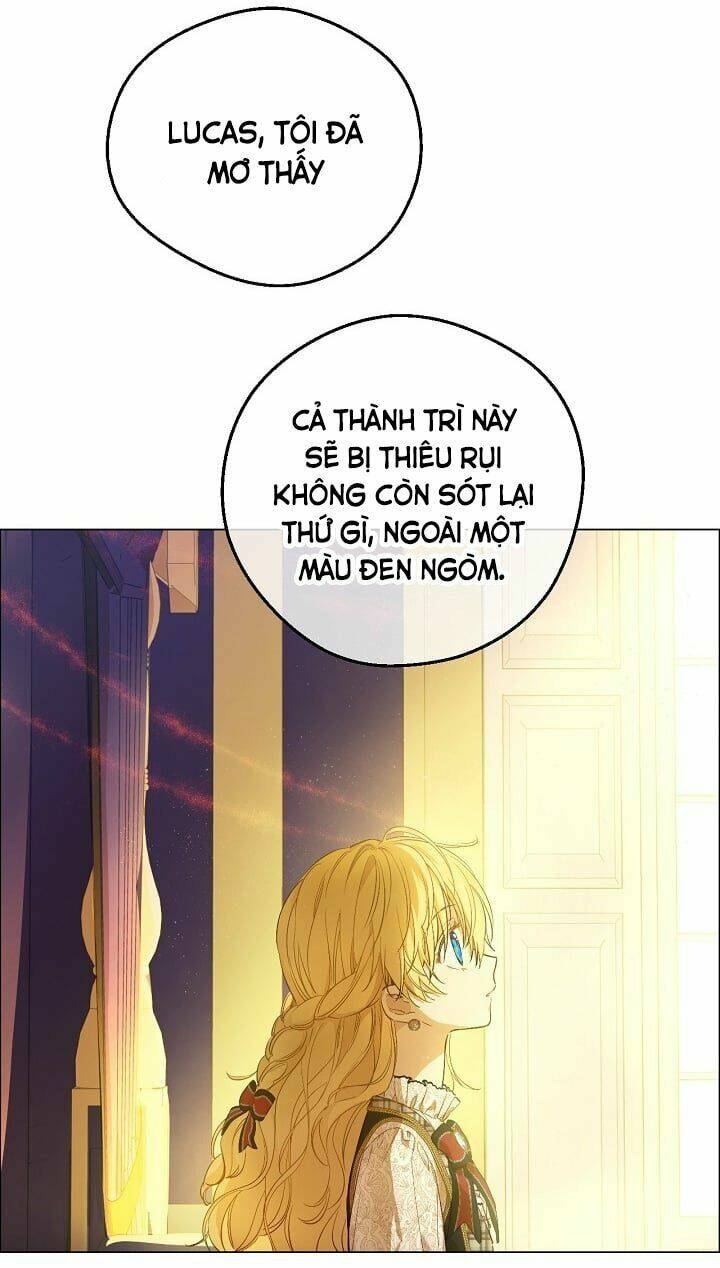 LUCAS, TÔI ĐÃ
MƠ THẤY
CẢ THÀNH TRÌ NÀY
SẼ BỊ THIÊU RỤI
KHÔNG CÒN SÓT LẠI
THỨ GÌ, NGOÀI MỘT
MÀU ĐEN NGÒM.